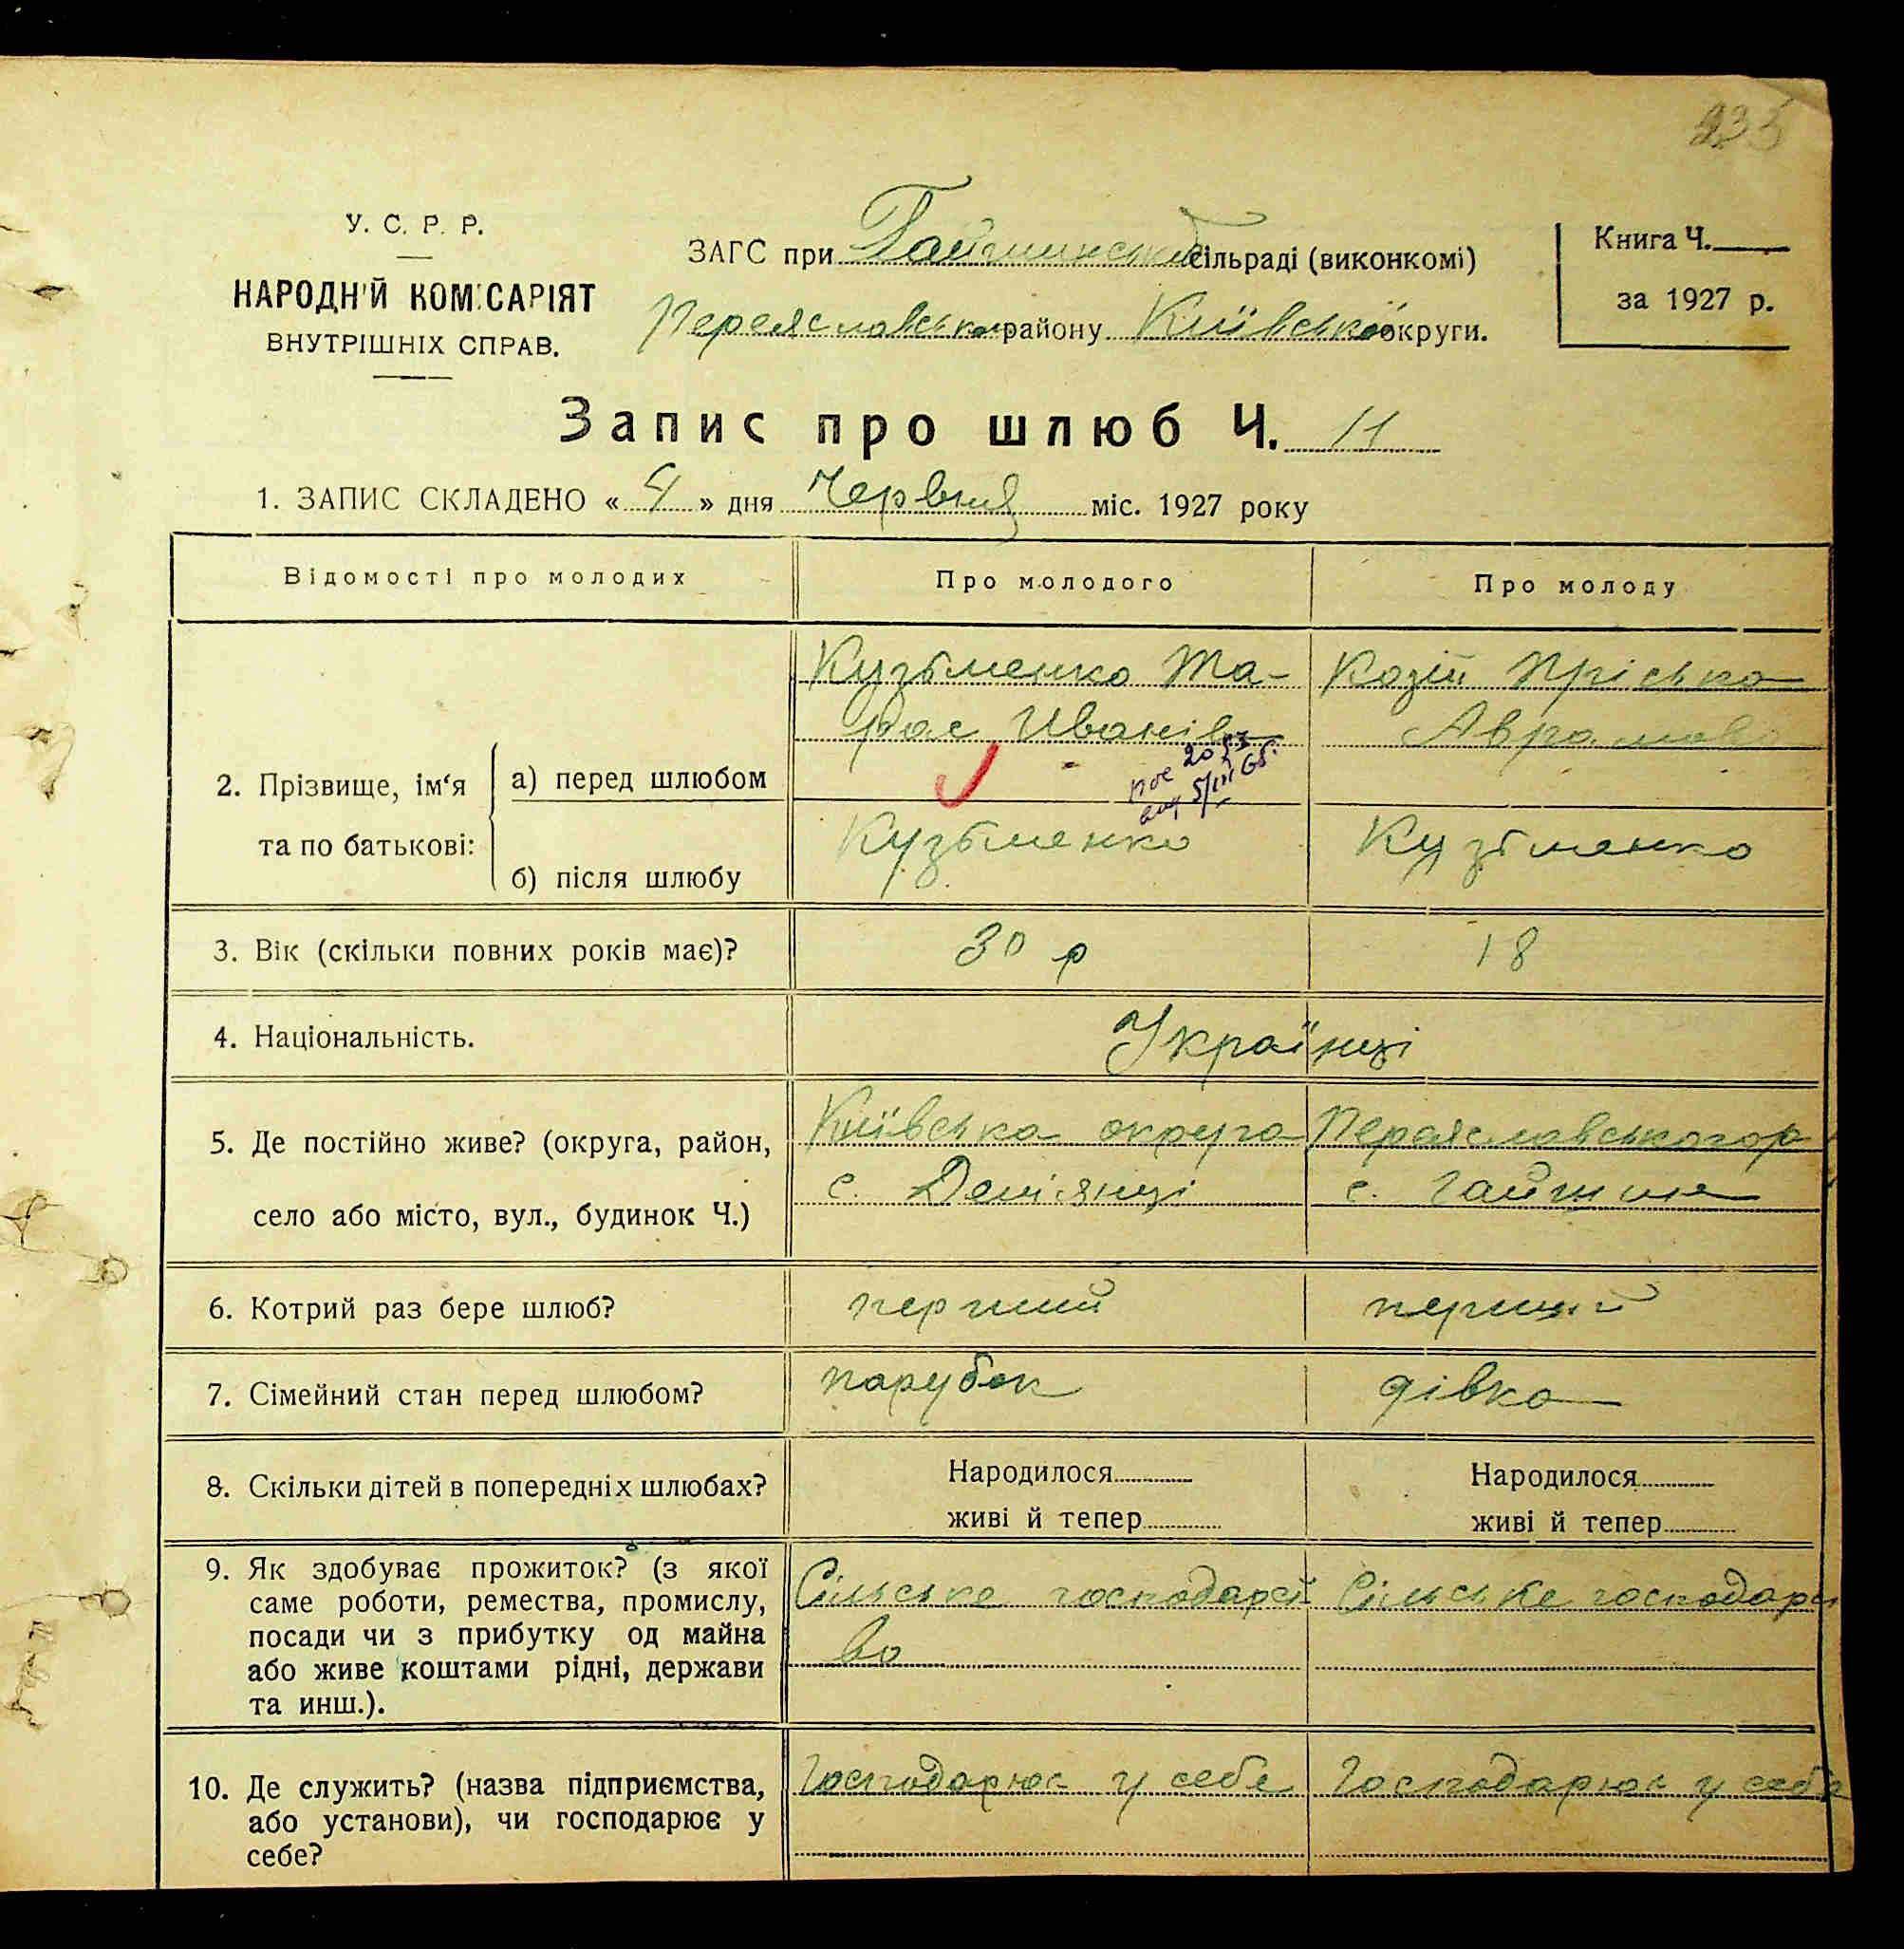 235
У. С. Р. Р.
НАРОДНІЙ КОМІСАРІЯТ
ВНУТРІШНІХ СПРАВ.
ЗАГС при Гайшинській сільраді (виконкомі)
Переяславського району Київської округи.
Книга Ч.
за 1927 р.
Запис про шлюб Ч. 11
1. ЗАПИС СКЛАДЕНО « 4 » дня Червня міс. 1927 року
Відомості про молодих
Про молодого
Про молоду
2. Прізвище, ім'я
та по батькові:
а) перед шлюбом
Кузьменко Та-
рас Іванів
Козій Пріська
Аврамова
б) після шлюбу
Кузьменко
Кузьменко
3. Вік (скільки повних років має)?
30 р
18
4. Національність.
Українці
5. Де постійно живе? (округа, район,
село або місто, вул., будинок Ч.)
Київська округа
с. Дем'янці
Переяславського р
с. Гайшин
6. Котрий раз бере шлюб?
перший
перший
7. Сімейний стан перед шлюбом?
парубок
дівка
8. Скільки дітей в попередніх шлюбах?
Народилося
живі й тепер
Народилося
живі й тепер
9. Як здобуває прожиток? (з якої
саме роботи, ремества, промислу,
посади чи з прибутку од майна
або живе коштами рідні, держави
та инш.).
Сільське господарст
во
Сільське господарст
10. Де служить? (назва підприємства,
або установи), чи господарює у
себе?
Господарює у себе
Господарює у себе